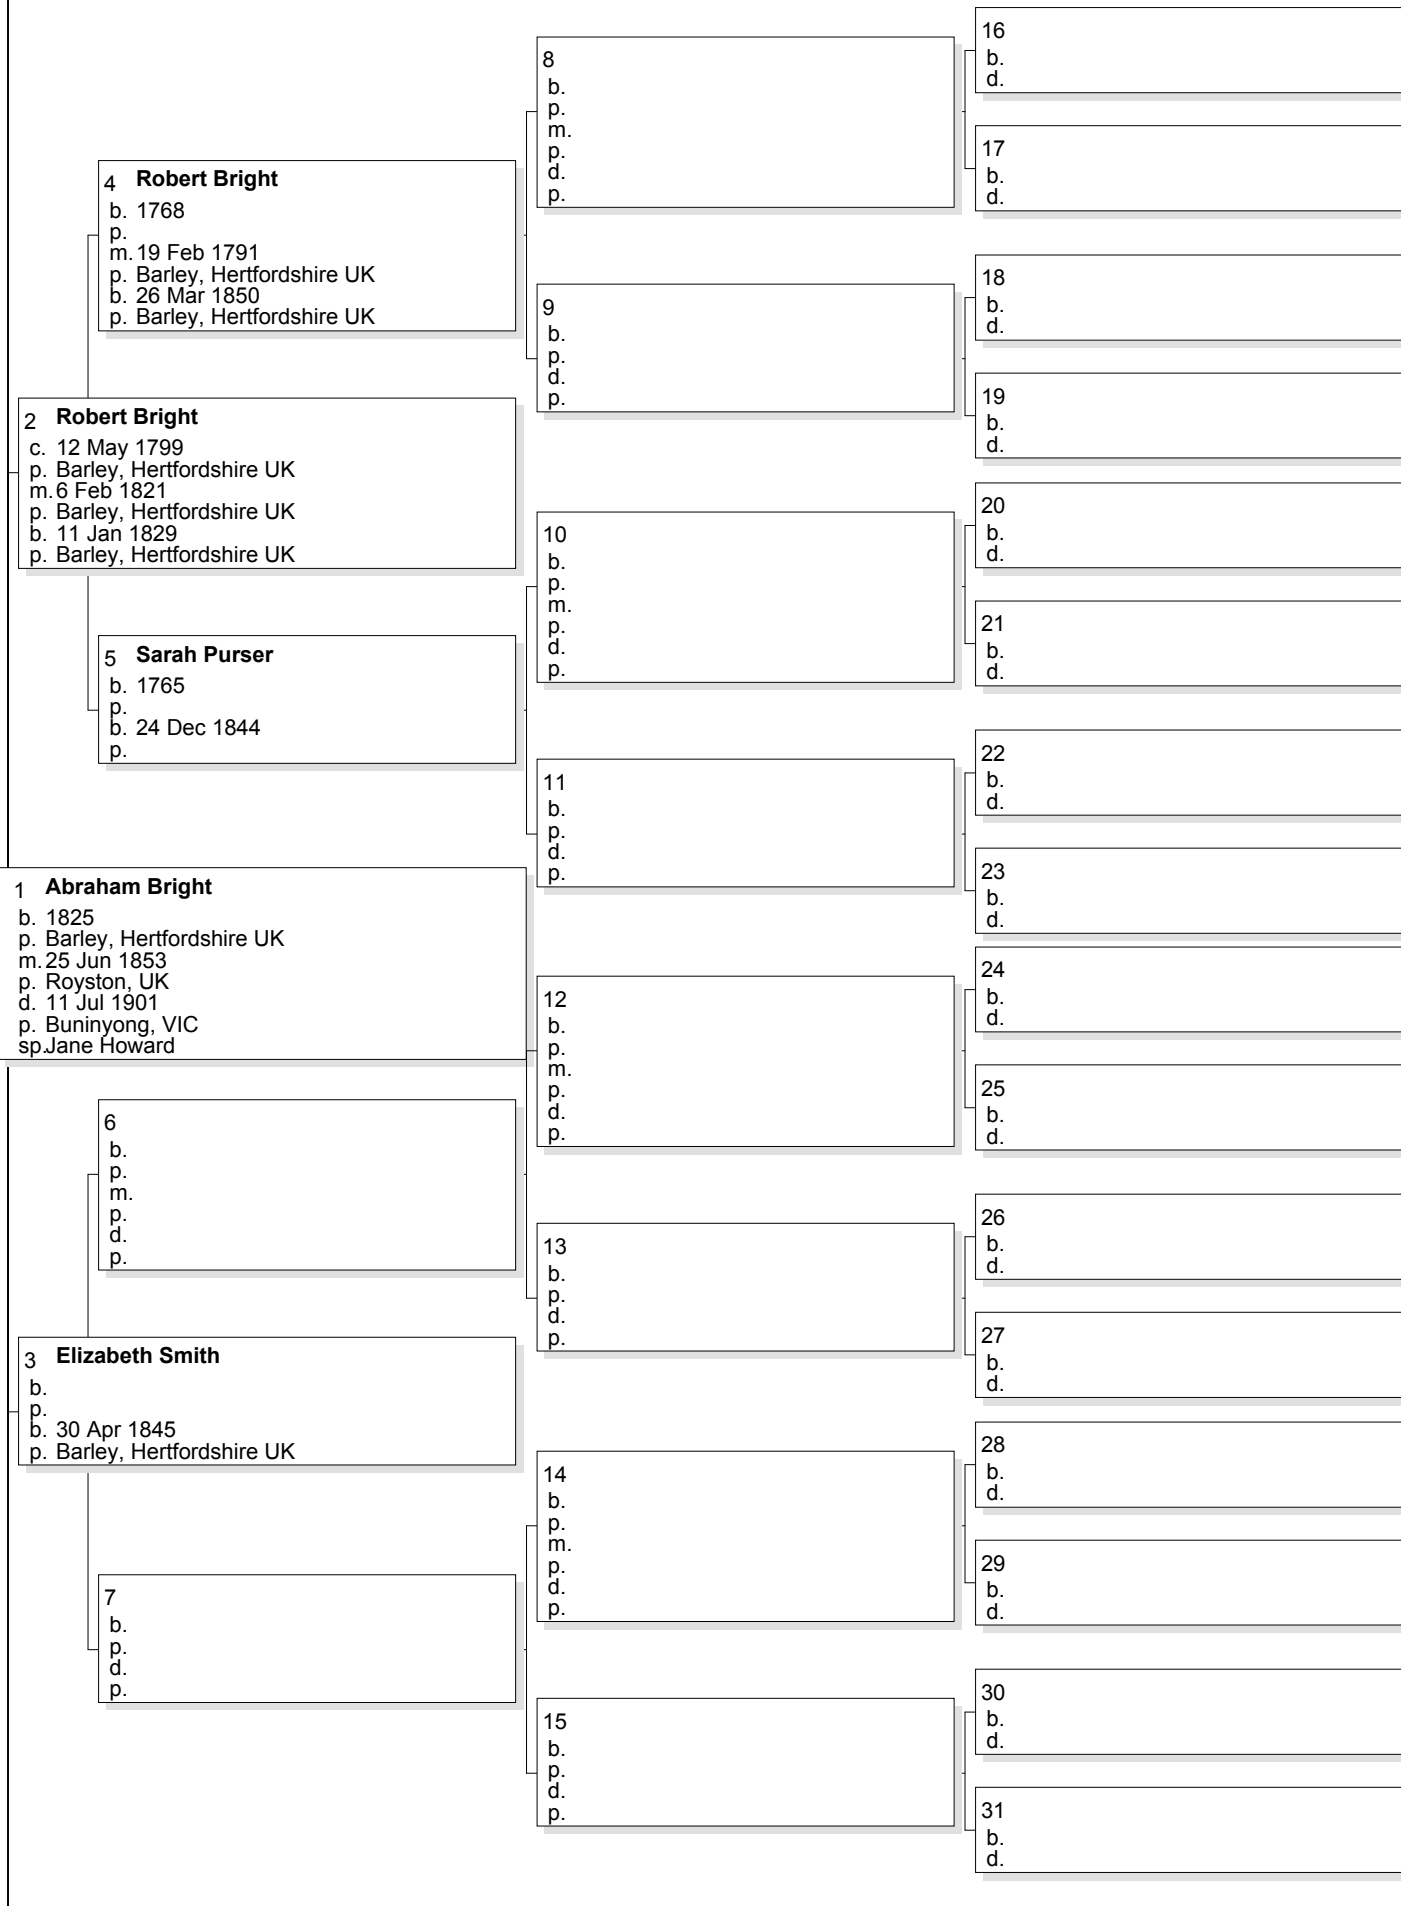 16
b.
d.
8
b.
p.
m.
p.
d.
p.
17
b.
d.
4 Robert Bright
b. 1768
p.
m. 19 Feb 1791
p. Barley, Hertfordshire UK
b. 26 Mar 1850
p. Barley, Hertfordshire UK
18
b.
d.
9
b.
p.
d.
p.
19
b.
d.
2 Robert Bright
c. 12 May 1799
p. Barley, Hertfordshire UK
m. 6 Feb 1821
p. Barley, Hertfordshire UK
b. 11 Jan 1829
p. Barley, Hertfordshire UK
20
b.
d.
10
b.
p.
m.
p.
d.
p.
21
b.
d.
5 Sarah Purser
b. 1765
p.
b. 24 Dec 1844
p.
22
b.
d.
11
b.
p.
d.
p.
23
b.
d.
1 Abraham Bright
b. 1825
p. Barley, Hertfordshire UK
m. 25 Jun 1853
p. Royston, UK
d. 11 Jul 1901
p. Buninyong, VIC
sp. Jane Howard
24
b.
d.
12
b.
p.
m.
p.
d.
p.
25
b.
d.
6
b.
p.
m.
p.
d.
p.
26
b.
d.
13
b.
p.
d.
p.
27
b.
d.
3 Elizabeth Smith
b.
p.
b. 30 Apr 1845
p. Barley, Hertfordshire UK
28
b.
d.
14
b.
p.
m.
p.
d.
p.
29
b.
d.
7
b.
p.
d.
p.
30
b.
d.
15
b.
p.
d.
p.
31
b.
d.